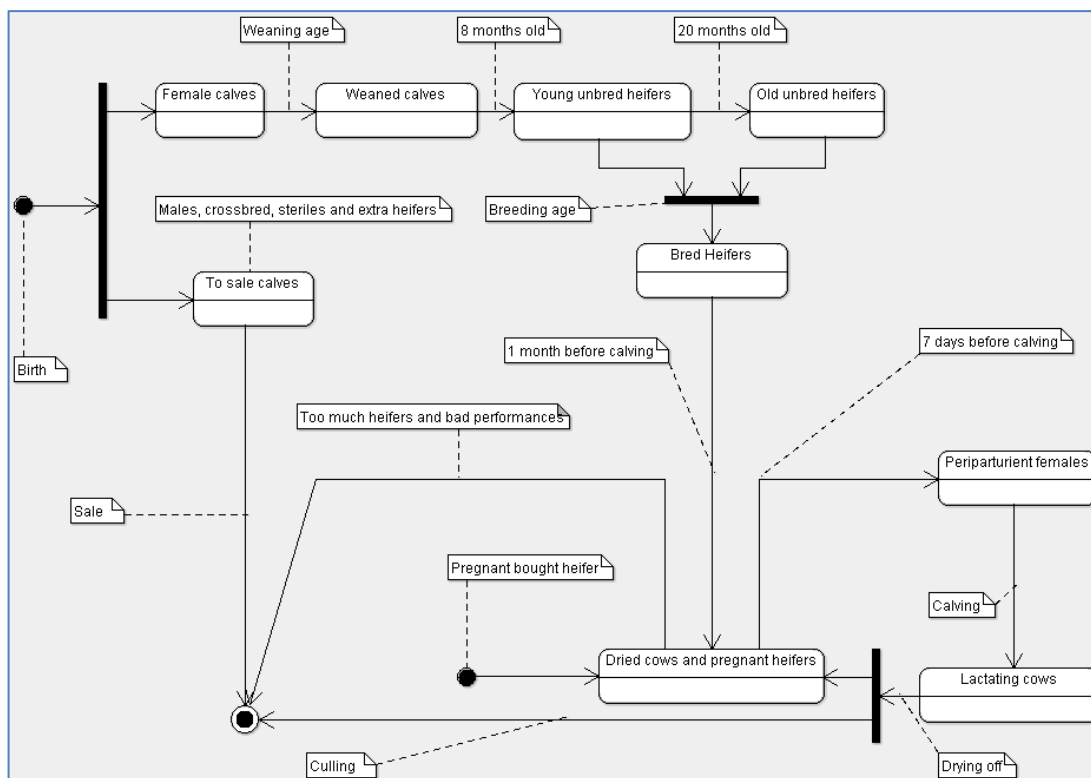 Weaning age
8 months old
20 months old
Female calves
Weaned calves
Young unbred heifers
Old unbred heifers
Males, crossbred, steriles and extra heifers
Breeding age
To sale calves
Bred Heifers
Birth
1 month before calving
7 days before calving
Too much heifers and bad performances
Periparturient females
Sale
Pregnant bought heifer
Calving
Dried cows and pregnant heifers
Lactating cows
Culling
Drying off